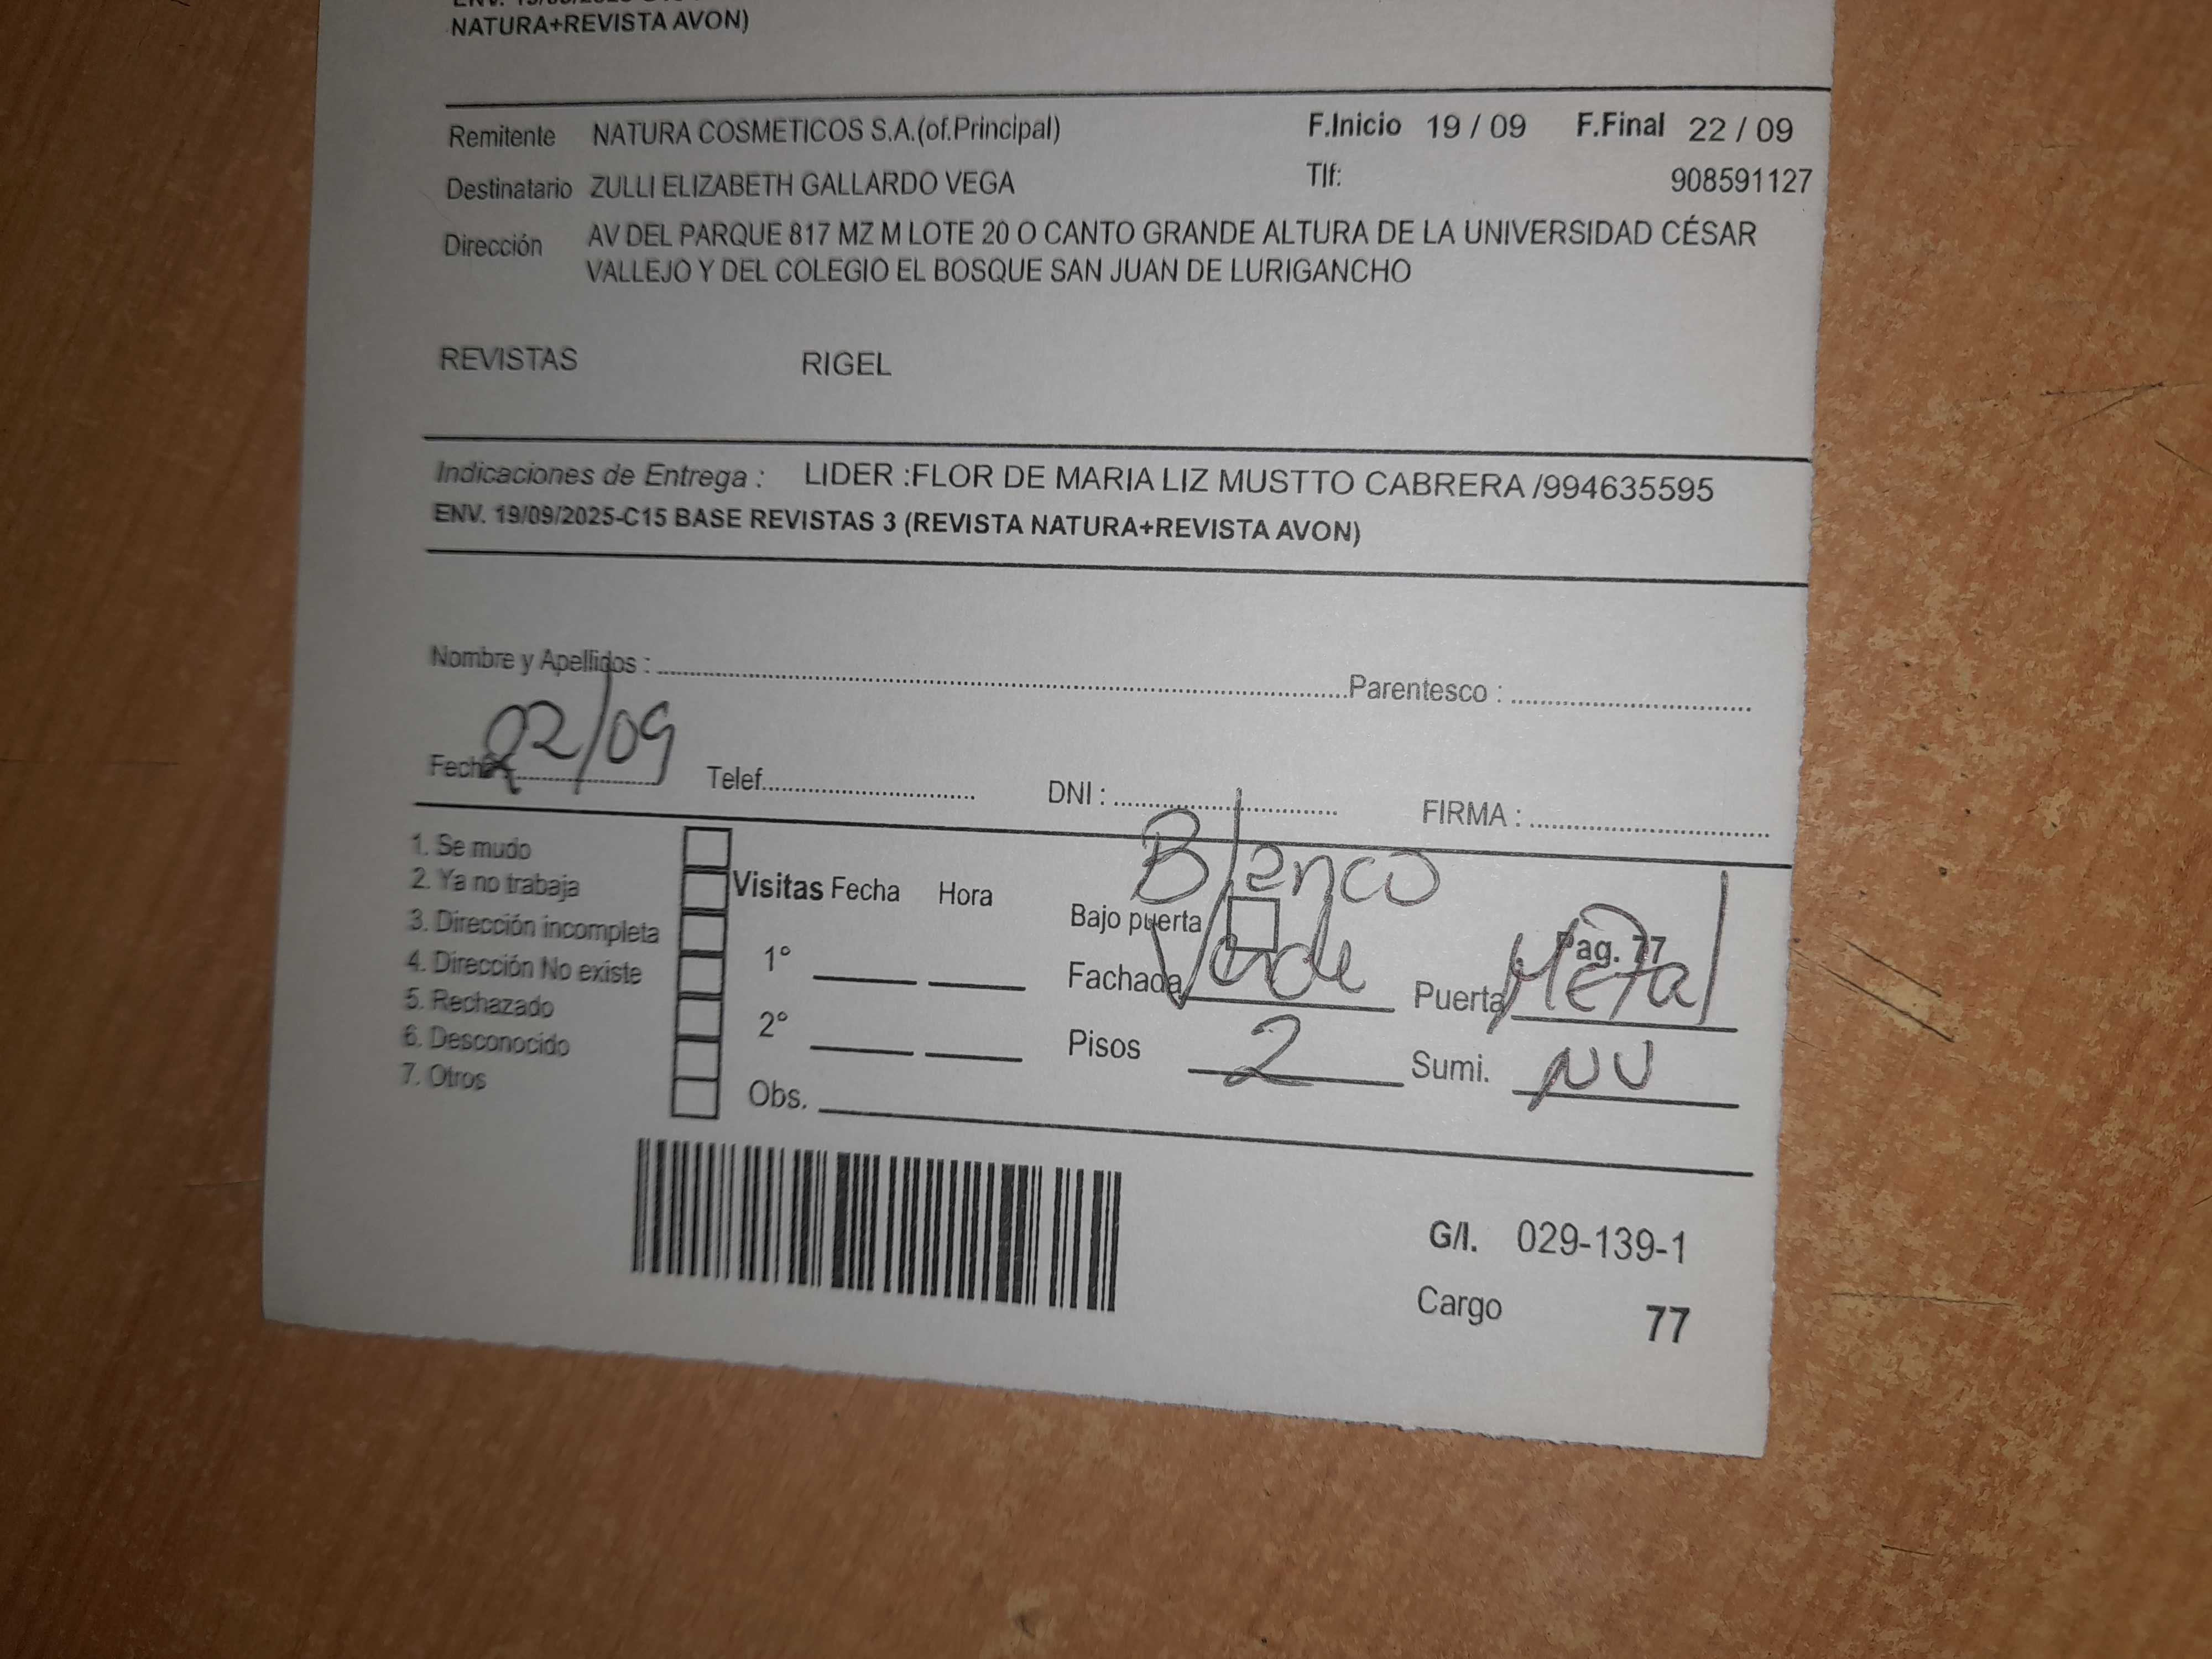 NATURA+REVISTA AVON)
Remitente NATURA COSMETICOS S.A.(of.Principal) F.Inicio 19 / 09 F.Final 22 / 09
Destinatario ZULLI ELIZABETH GALLARDO VEGA Tlf: 908591127
Dirección AV DEL PARQUE 817 MZ M LOTE 20 O CANTO GRANDE ALTURA DE LA UNIVERSIDAD CÉSAR
VALLEJO Y DEL COLEGIO EL BOSQUE SAN JUAN DE LURIGANCHO
REVISTAS RIGEL
Indicaciones de Entrega : LIDER :FLOR DE MARIA LIZ MUSTTO CABRERA /994635595
ENV. 19/09/2025-C15 BASE REVISTAS 3 (REVISTA NATURA+REVISTA AVON)
Nombre y Apellidos : Parentesco :
Fecha 22/09 Telef. DNI : FIRMA :
1. Se mudo
2. Ya no trabaja
3. Dirección incompleta
4. Dirección No existe
5. Rechazado
6. Desconocido
7. Otros
Visitas Fecha Hora
1°
2°
Obs.
Blanco
Bajo puerta Pag. 77
Fachada Verde Puerta Metal
Pisos 2 Sumi. NU
G/I. 029-139-1
Cargo 77